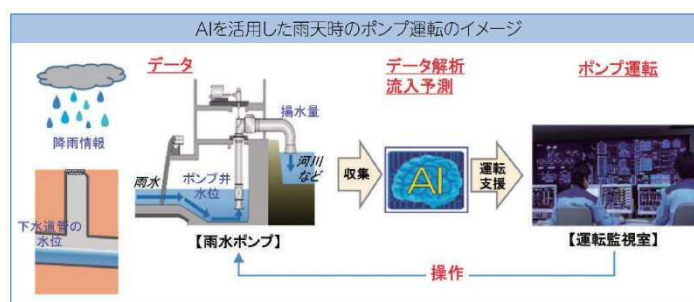 AIを活用した雨天時のポンプ運転のイメージ
データ
データ解析
流入予測
ポンプ運転
降雨情報
揚水量
河川
など
雨水
ポンプ井
水位
収集
AI
運転
支援
下水道管の
水位
【雨水ポンプ】
【運転監視室】
操作